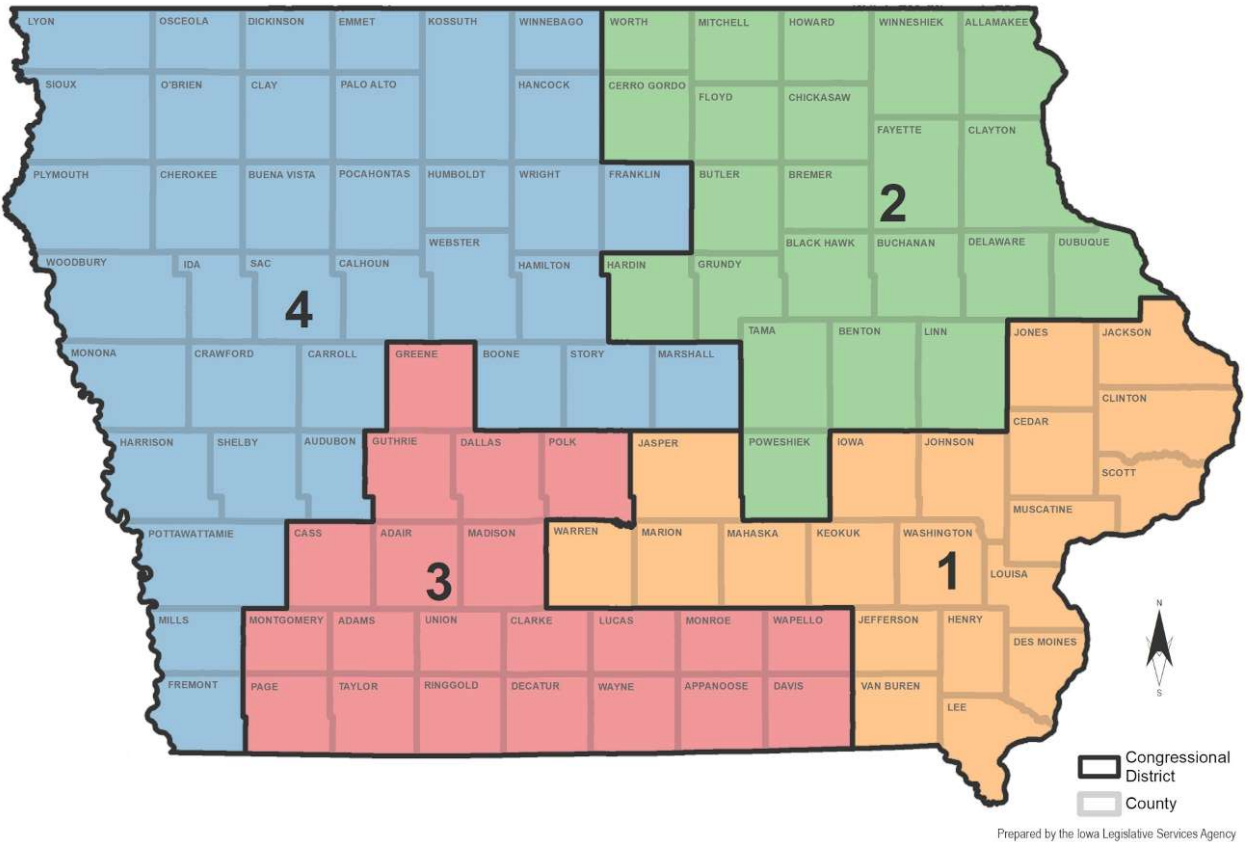 LYON OSCEOLA DICKINSON EMMET KOSSUTH WINNEBAGO WORTH MITCHELL HOWARD WINNESHIEK ALLAMAKEE
SIOUX O'BRIEN CLAY PALO ALTO HANCOCK CERRO GORDO FLOYD CHICKASAW
FAYETTE CLAYTON
PLYMOUTH CHEROKEE BUENA VISTA POCAHONTAS HUMBOLDT WRIGHT FRANKLIN BUTLER BREMER
2
WEBSTER BLACK HAWK BUCHANAN DELAWARE DUBUQUE
WOODBURY IDA SAC CALHOUN HAMILTON HARDIN GRUNDY
4
TAMA BENTON LINN JONES JACKSON
MONONA CRAWFORD CARROLL GREENE BOONE STORY MARSHALL
CLINTON
CEDAR
HARRISON SHELBY AUDUBON GUTHRIE DALLAS POLK JASPER POWESHIEK IOWA JOHNSON
SCOTT
MUSCATINE
POTTAWATTAMIE CASS ADAIR MADISON WARREN MARION MAHASKA KEOKUK WASHINGTON
3
1
LOUISA
MILLS MONTGOMERY ADAMS UNION CLARKE LUCAS MONROE WAPELLO JEFFERSON HENRY
DES MOINES
FREMONT PAGE TAYLOR RINGGOLD DECATUR WAYNE APPANOOSE DAVIS VAN BUREN
LEE
N
S
Congressional
District
County
Prepared by the Iowa Legislative Services Agency